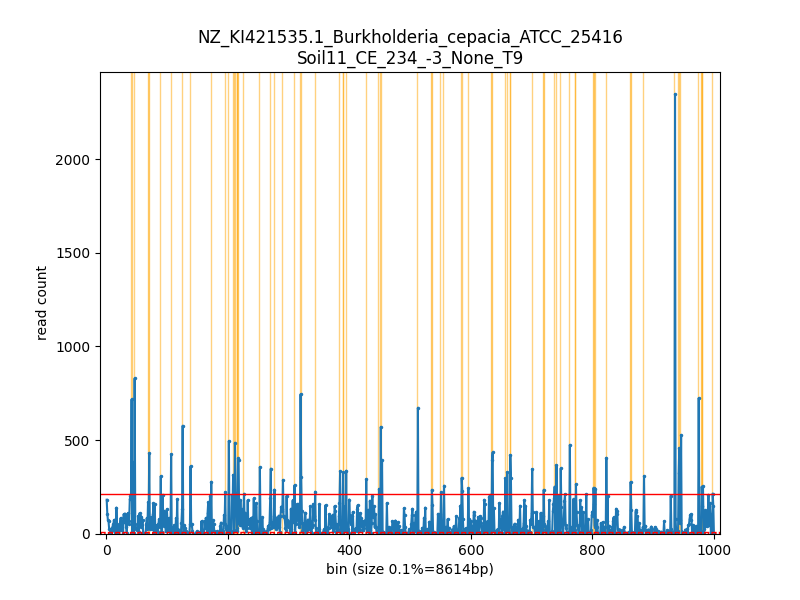 NZ_KI421535.1_Burkholderia_cepacia_ATCC_25416
Soil11_CE_234_-3_None_T9
2000
1500
1000
500
0
read count
0
200
400
600
800
1000
bin (size 0.1%=8614bp)